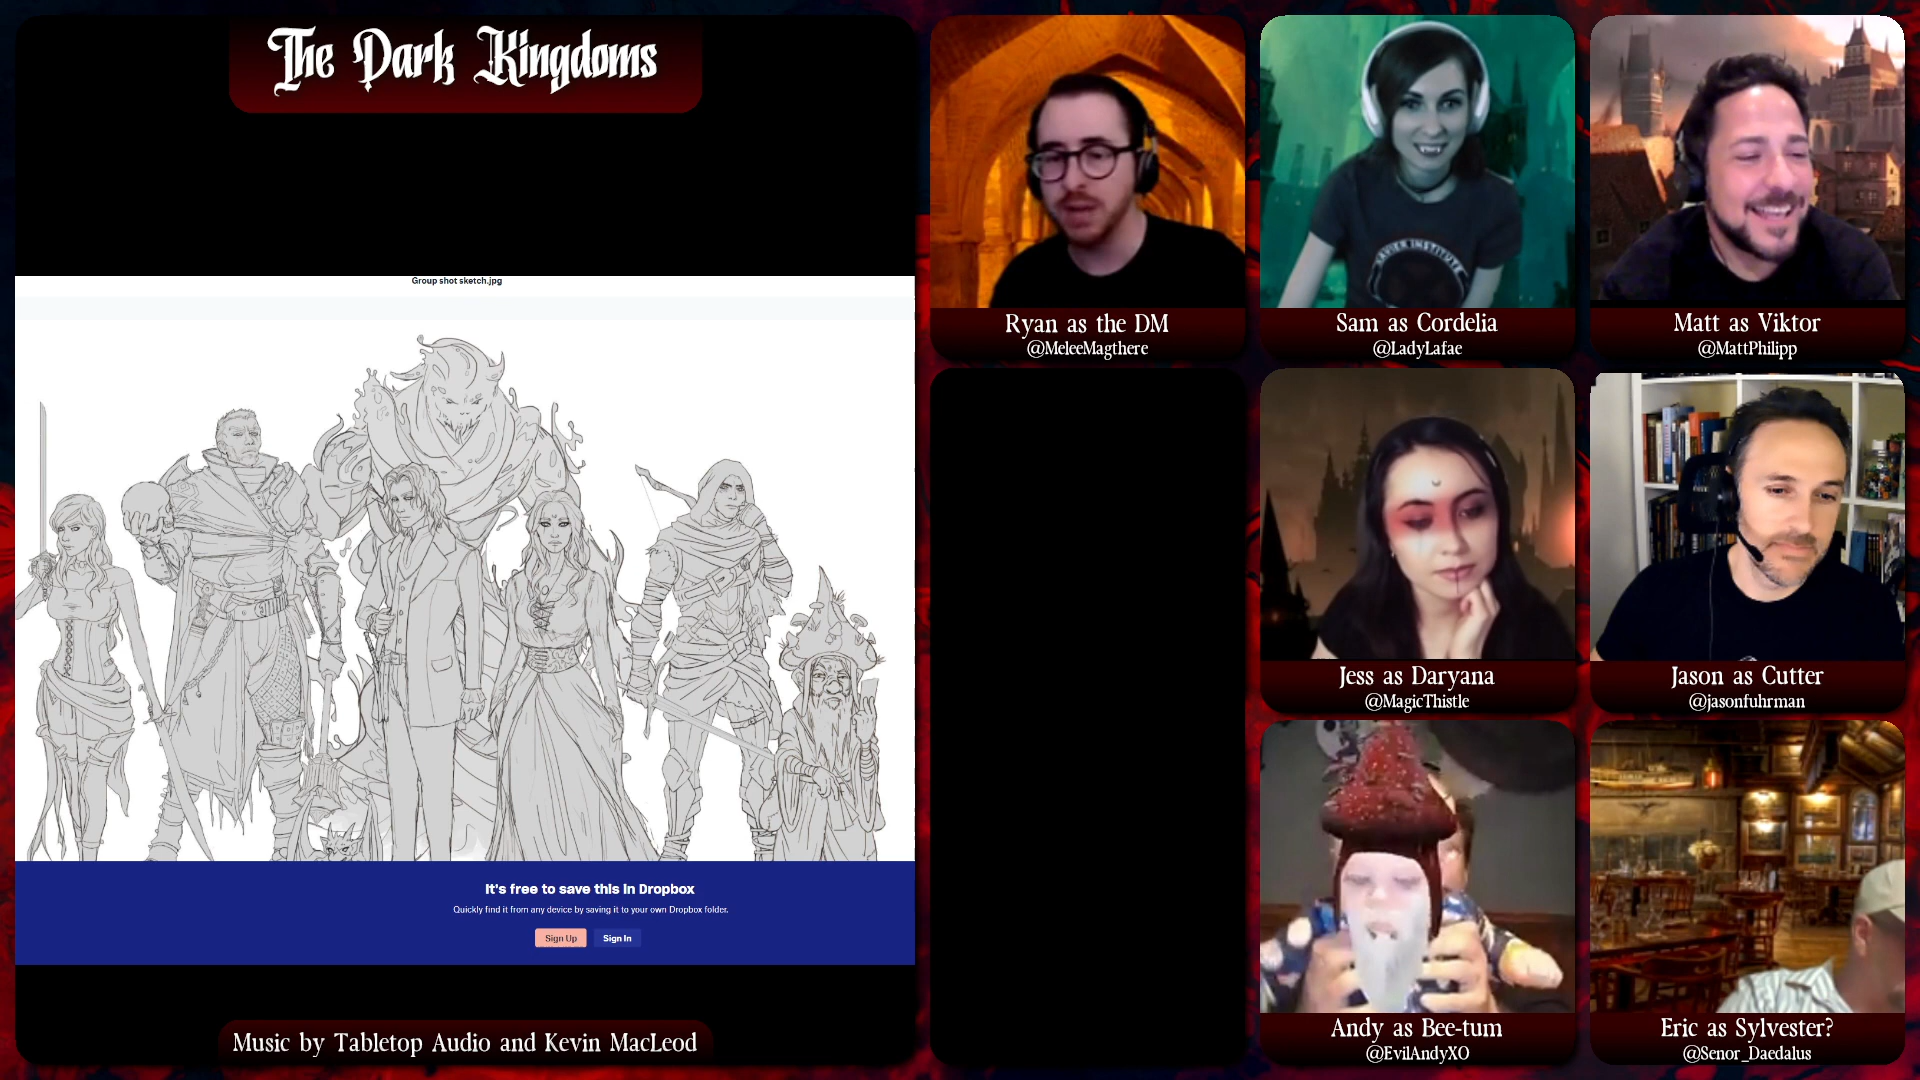 The Dark Kingdoms
Group shot sketch.jpg
It's free to save this in Dropbox
Quickly find it from any device by saving it to your own Dropbox folder.
Sign Up
Sign In
Music by Tabletop Audio and Kevin MacLeod
Ryan as the DM
@MeleeMagthere
Sam as Cordelia
@LadyLafae
XAVIER INSTITUTE
Matt as Viktor
@MattPhilipp
Jess as Daryana
@MagicThistle
Jason as Cutter
@jasonfuhrman
Andy as Bee-tum
@EvilAndyXO
Eric as Sylvester?
@Senor_Daedalus